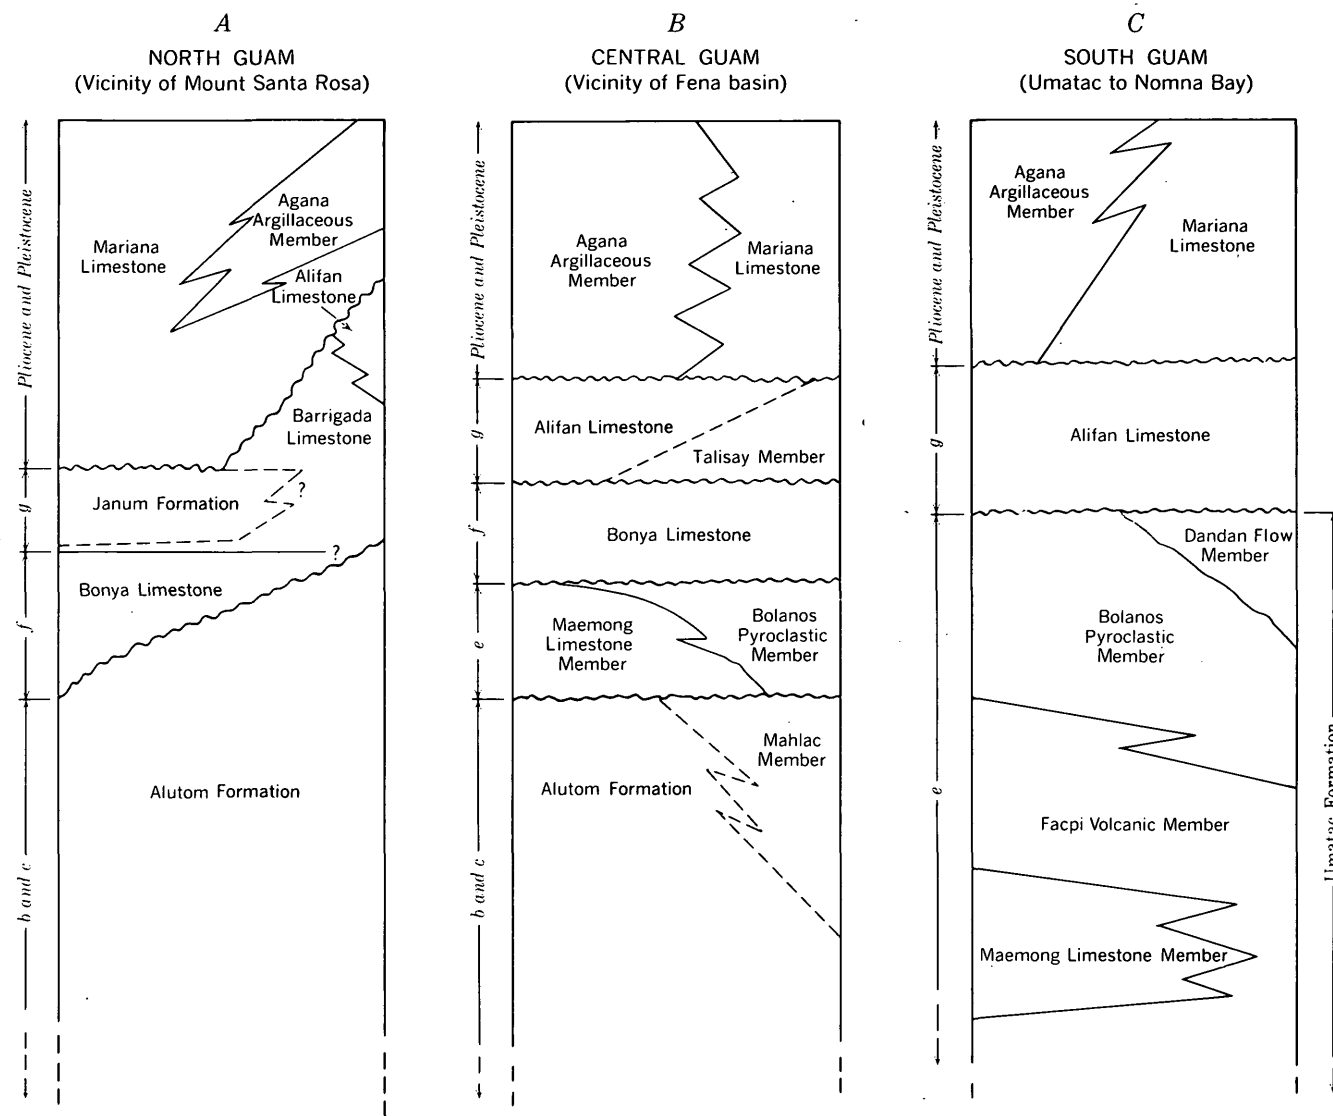 A
NORTH GUAM
(Vicinity of Mount Santa Rosa)
Pliocene and Pleistocene
g
f
b and c
Mariana
Limestone
Agana
Argillaceous
Member
Alifan
Limestone
Barrigada
Limestone
Janum Formation
?
?
Bonya Limestone
Alutom Formation
B
CENTRAL GUAM
(Vicinity of Fena basin)
Pliocene and Pleistocene
g
f
e
b and c
Agana
Argillaceous
Member
Mariana
Limestone
Alifan Limestone
Talisay Member
Bonya Limestone
Maemong
Limestone
Member
Bolanos
Pyroclastic
Member
Mahlac
Member
Alutom Formation
C
SOUTH GUAM
(Umatac to Nomna Bay)
Pliocene and Pleistocene
g
e
Agana
Argillaceous
Member
Mariana
Limestone
Alifan Limestone
Dandan Flow
Member
Bolanos
Pyroclastic
Member
Facpi Volcanic Member
Maemong Limestone Member
Umatac Formation